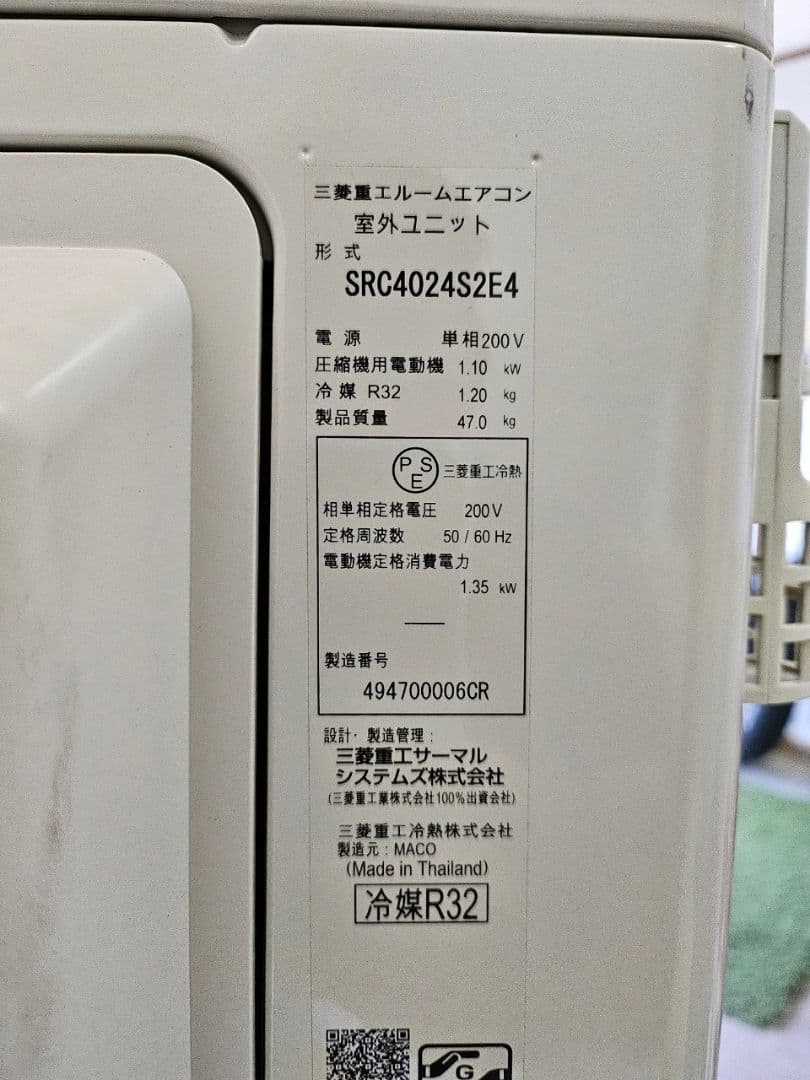 三菱重工ルームエアコン
室外ユニット
形式
SRC4024S2E4
電源 単相200V
圧縮機用電動機 1.10 kW
冷媒 R32 1.20 kg
製品質量 47.0 kg
PSE 三菱重工冷熱
相単相定格電圧 200V
定格周波数 50 / 60 Hz
電動機定格消費電力
1.35 kW
製造番号
494700006CR
設計・製造管理：
三菱重工サーマル
システムズ株式会社
(三菱重工業株式会社100%出資会社)
三菱重工冷熱株式会社
製造元：MACO
(Made in Thailand)
冷媒R32
G